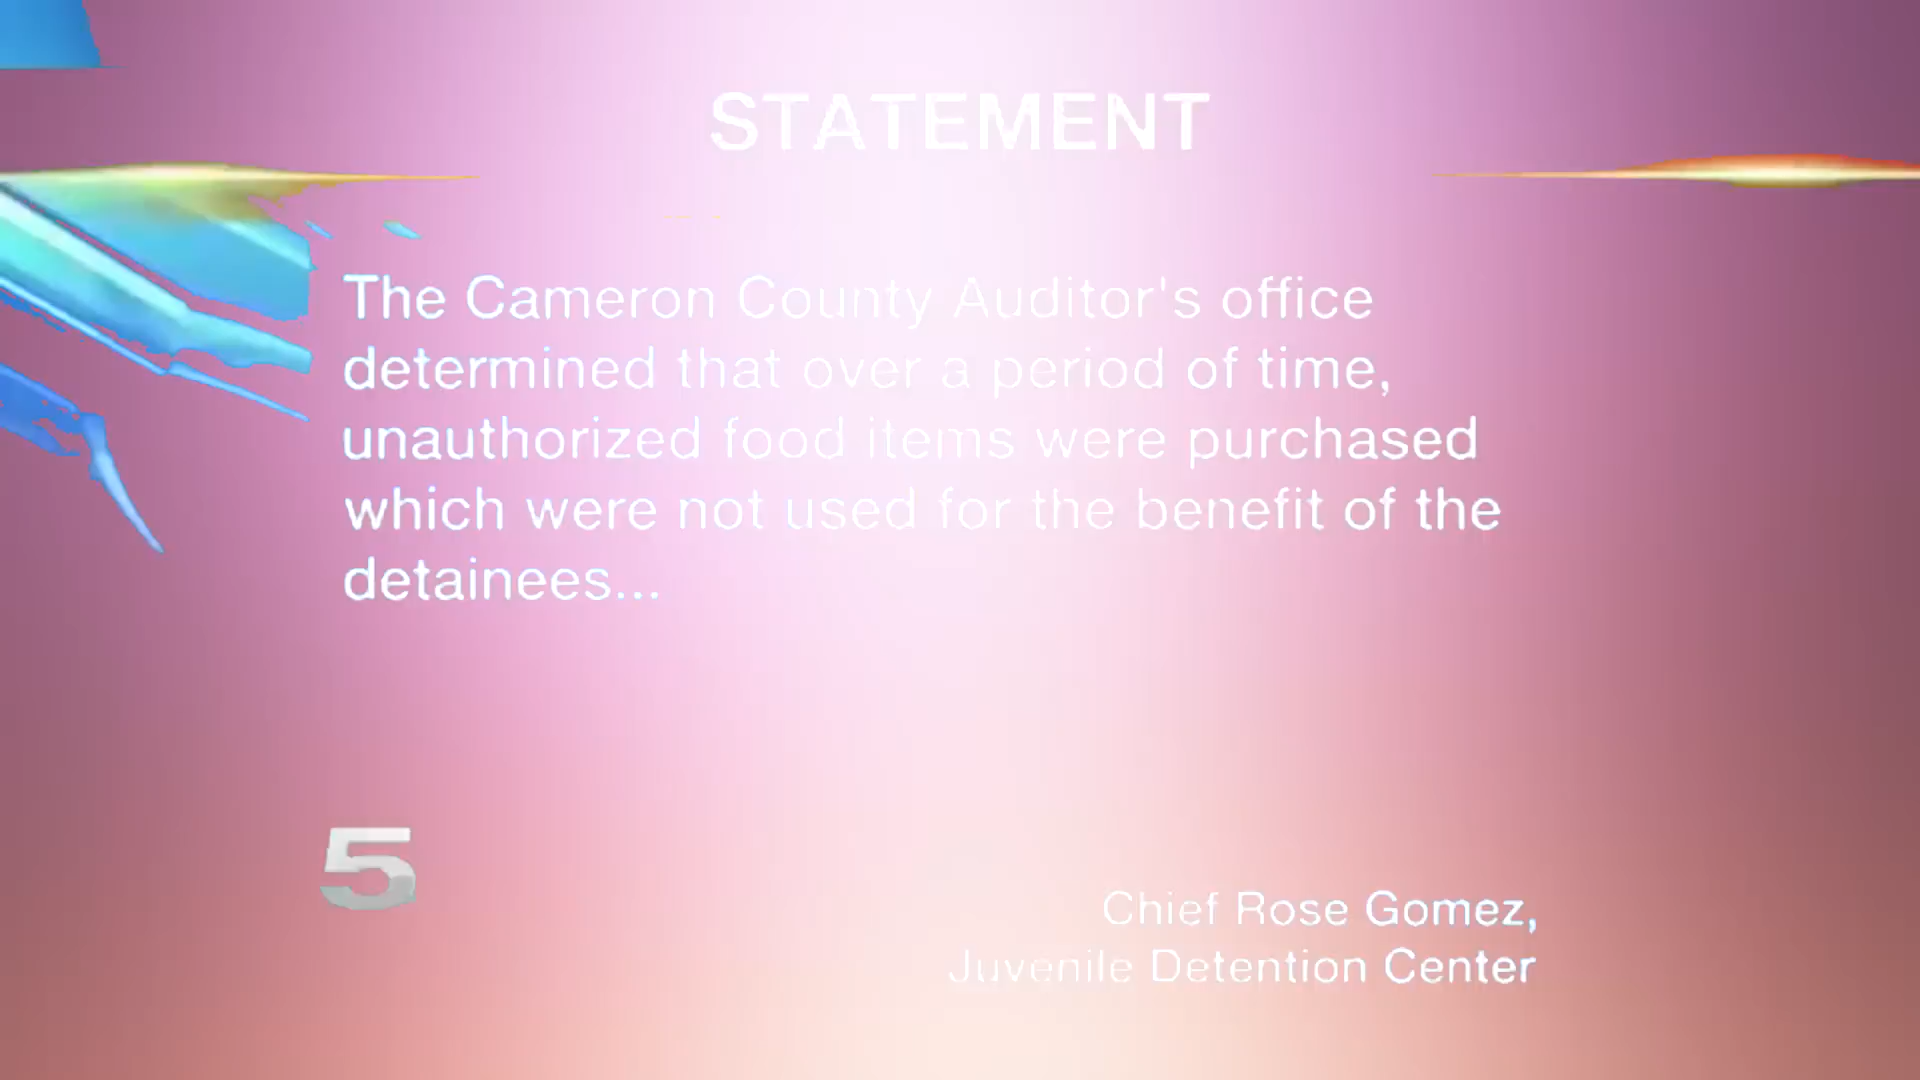 STATEMENT
The Cameron County Auditor's office
determined that over a period of time,
unauthorized food items were purchased
which were not used for the benefit of the
detainees...
5
Chief Rose Gomez,
Juvenile Detention Center